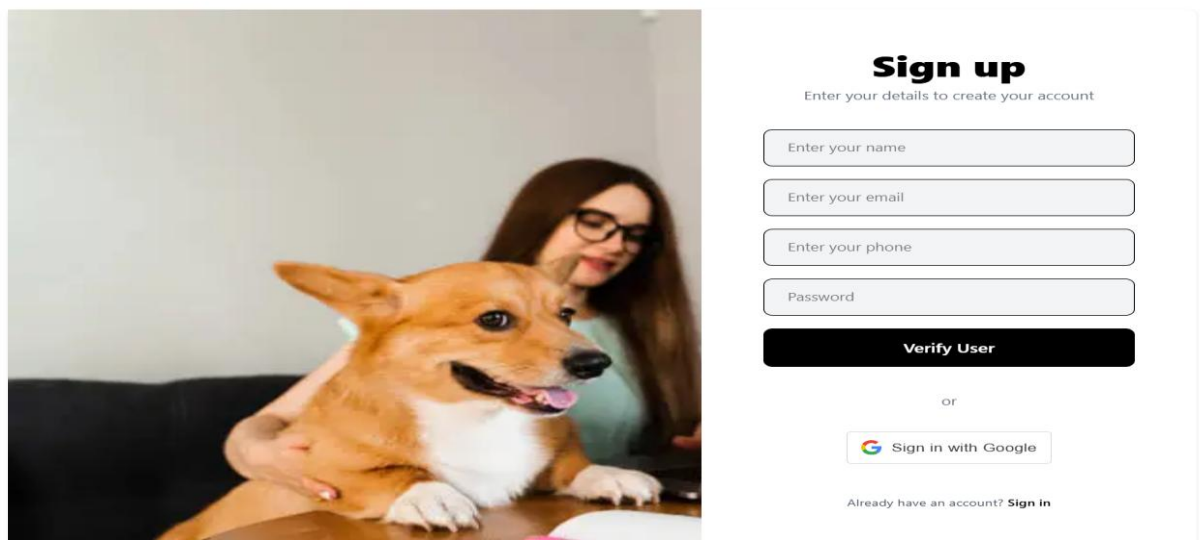 Sign up
Enter your details to create your account
Enter your name
Enter your email
Enter your phone
Password
Verify User
or
Sign in with Google
Already have an account? Sign in